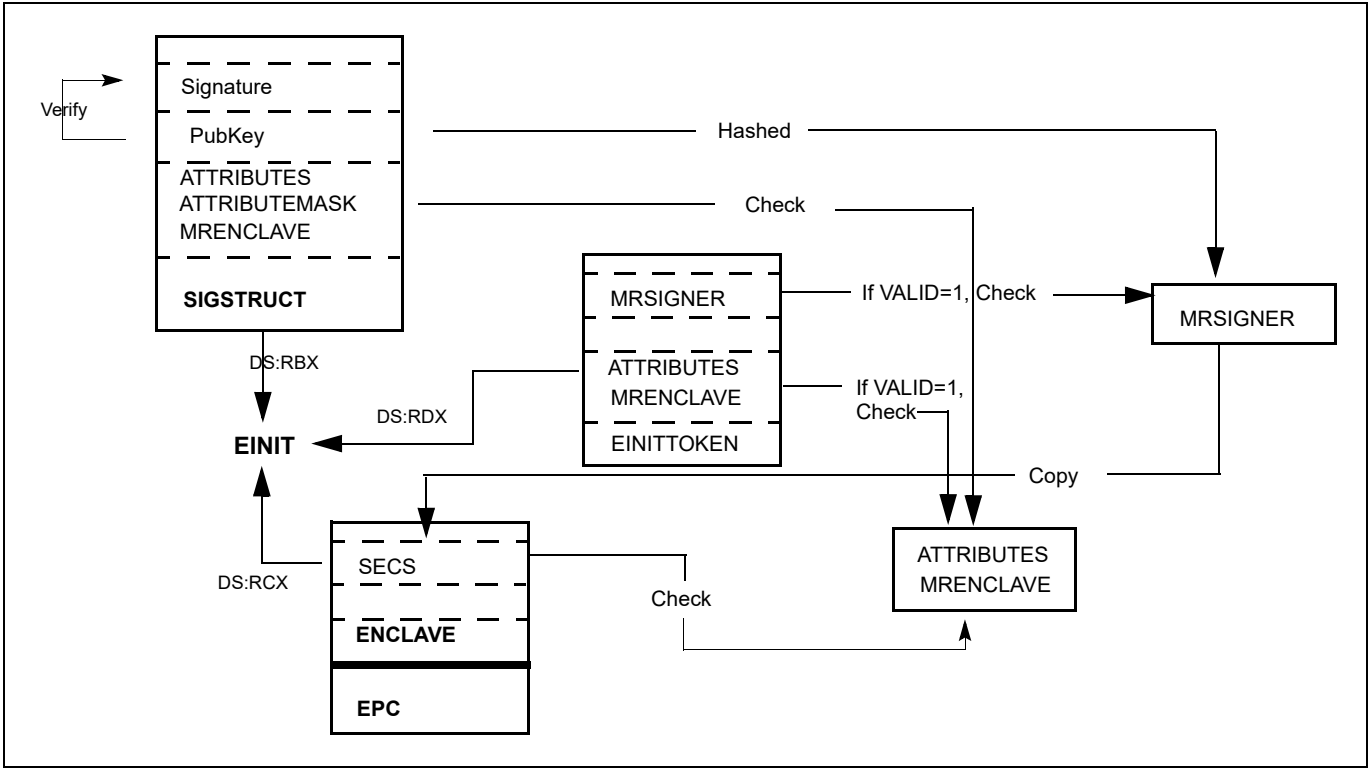 Signature
Verify
PubKey
Hashed
ATTRIBUTES
ATTRIBUTEMASK
MRENCLAVE
Check
SIGSTRUCT
MRSIGNER
If VALID=1, Check
MRSIGNER
DS:RBX
ATTRIBUTES
MRENCLAVE
If VALID=1,
Check
DS:RDX
EINIT
EINITTOKEN
Copy
SECS
DS:RCX
Check
ATTRIBUTES
MRENCLAVE
ENCLAVE
EPC